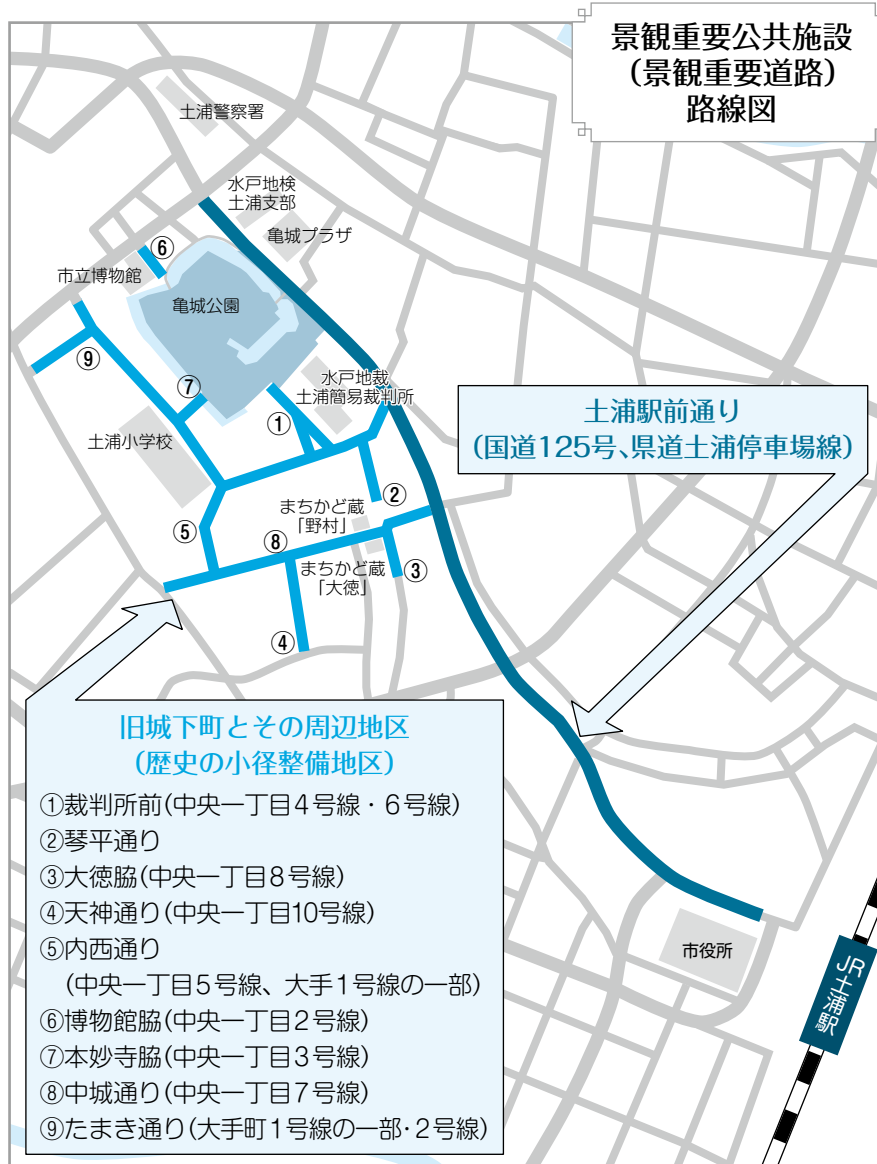 景観重要公共施設
(景観重要道路)
路線図
土浦警察署
水戸地検
土浦支部
亀城プラザ
⑥
市立博物館
亀城公園
⑨
⑦
水戸地裁
土浦簡易裁判所
①
土浦小学校
土浦駅前通り
(国道125号、県道土浦停車場線)
②
まちかど蔵
「野村」
⑤
⑧
まちかど蔵
「大徳」
③
④
旧城下町とその周辺地区
(歴史の小径整備地区)
①裁判所前(中央一丁目4号線・6号線)
②琴平通り
③大徳脇(中央一丁目8号線)
④天神通り(中央一丁目10号線)
⑤内西通り
(中央一丁目5号線、大手1号線の一部)
⑥博物館脇(中央一丁目2号線)
⑦本妙寺脇(中央一丁目3号線)
⑧中城通り(中央一丁目7号線)
⑨たまき通り(大手町1号線の一部・2号線)
市役所
JR土浦駅